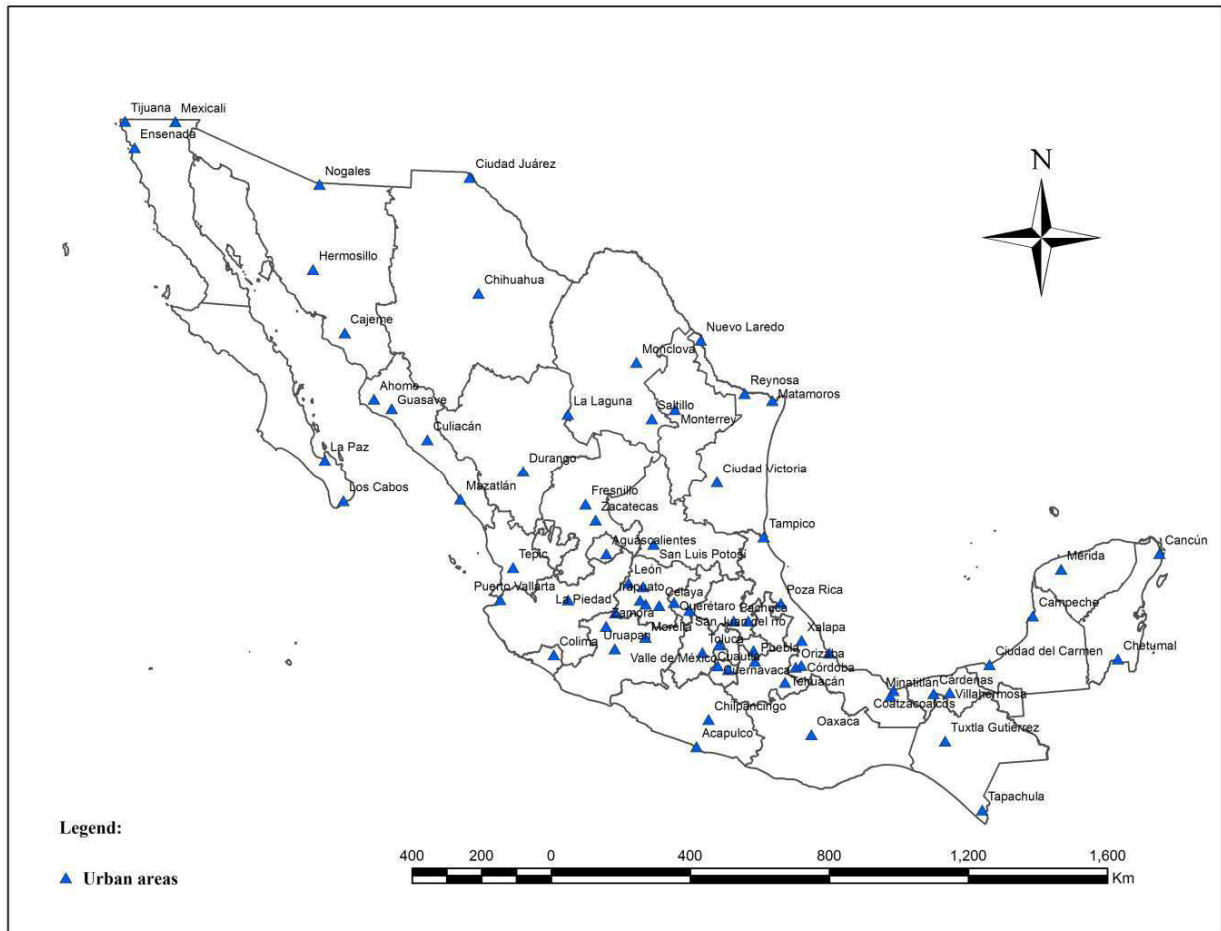 Tijuana
Mexicali
Ensenada
Nogales
Ciudad Juárez
N
Hermosillo
Chihuahua
Cajeme
Nuevo Laredo
Monclova
Ahome
Guasave
Reynosa
Matamoros
La Laguna
Saltillo
Monterrey
Culiacán
La Paz
Durango
Ciudad Victoria
Los Cabos
Mazatlán
Fresnillo
Zacatecas
Tampico
Aguascalientes
San Luis Potosí
Cancún
Mérida
Tepic
León
Puerto Vallarta
La Piedad
Irapuato
Celaya
Querétaro
Poza Rica
Pachuca
Campeche
Zamora
Morelia
San Juan del río
Xalapa
Colima
Uruapan
Toluca
Puebla
Orizaba
Valle de México
Cuautla
Córdoba
Ciudad del Carmen
Chetumal
Cuernavaca
Tehuacán
Minatitlán
Cárdenas
Coatzacoalcos
Villahermosa
Chilpancingo
Oaxaca
Tuxtla Gutiérrez
Acapulco
Tapachula
Legend:
Urban areas
400 200 0 400 800 1,200 1,600
Km